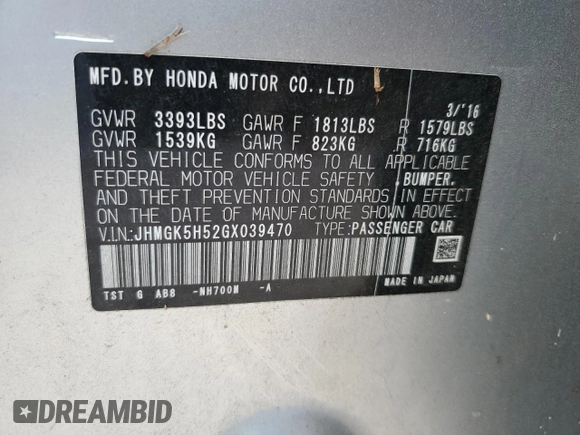 MFD.BY HONDA MOTOR CO.,LTD
3/'16
GVWR 3393LBS GAWR F 1813LBS R 1579LBS
GVWR 1539KG GAWR F 823KG R 716KG
THIS VEHICLE CONFORMS TO ALL APPLICABLE
FEDERAL MOTOR VEHICLE SAFETY ,BUMPER,
AND THEFT PREVENTION STANDARDS IN EFFECT
ON THE DATE OF MANUFACTURE SHOWN ABOVE.
V.IN.:JHMGK5H52GX039470 TYPE:PASSENGER CAR
TST G AB8 -NH700M -A
MADE IN JAPAN
DREAMBID